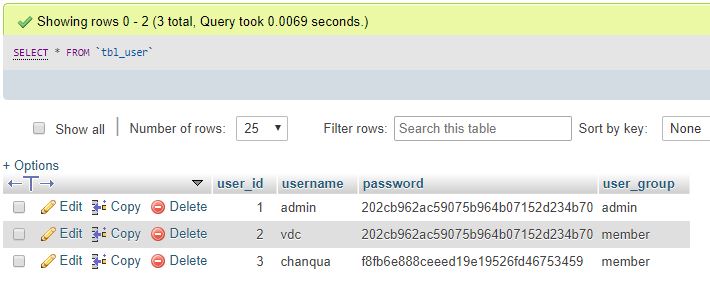 Showing rows 0 - 2 (3 total, Query took 0.0069 seconds.)
SELECT * FROM `tbl_user`
Show all | Number of rows: 25 Filter rows: Search this table Sort by key: None
+ Options
←T→ user_id username password user_group
Edit Copy Delete 1 admin 202cb962ac59075b964b07152d234b70 admin
Edit Copy Delete 2 vdc 202cb962ac59075b964b07152d234b70 member
Edit Copy Delete 3 chanqua f8fb6e888ceeed19e19526fd46753459 member